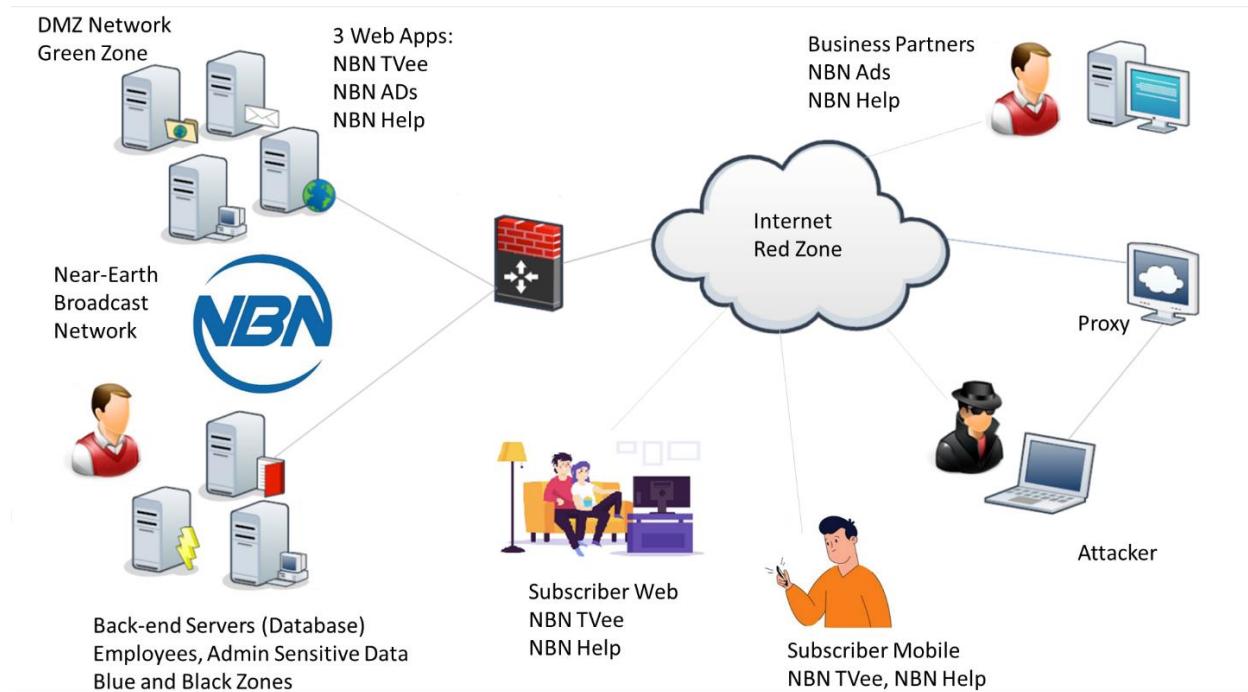 DMZ Network
Green Zone
3 Web Apps:
NBN TVee
NBN ADs
NBN Help
Business Partners
NBN Ads
NBN Help
Internet
Red Zone
Near-Earth
Broadcast
Network
NBN
Proxy
Attacker
Subscriber Web
NBN TVee
NBN Help
Subscriber Mobile
NBN TVee, NBN Help
Back-end Servers (Database)
Employees, Admin Sensitive Data
Blue and Black Zones